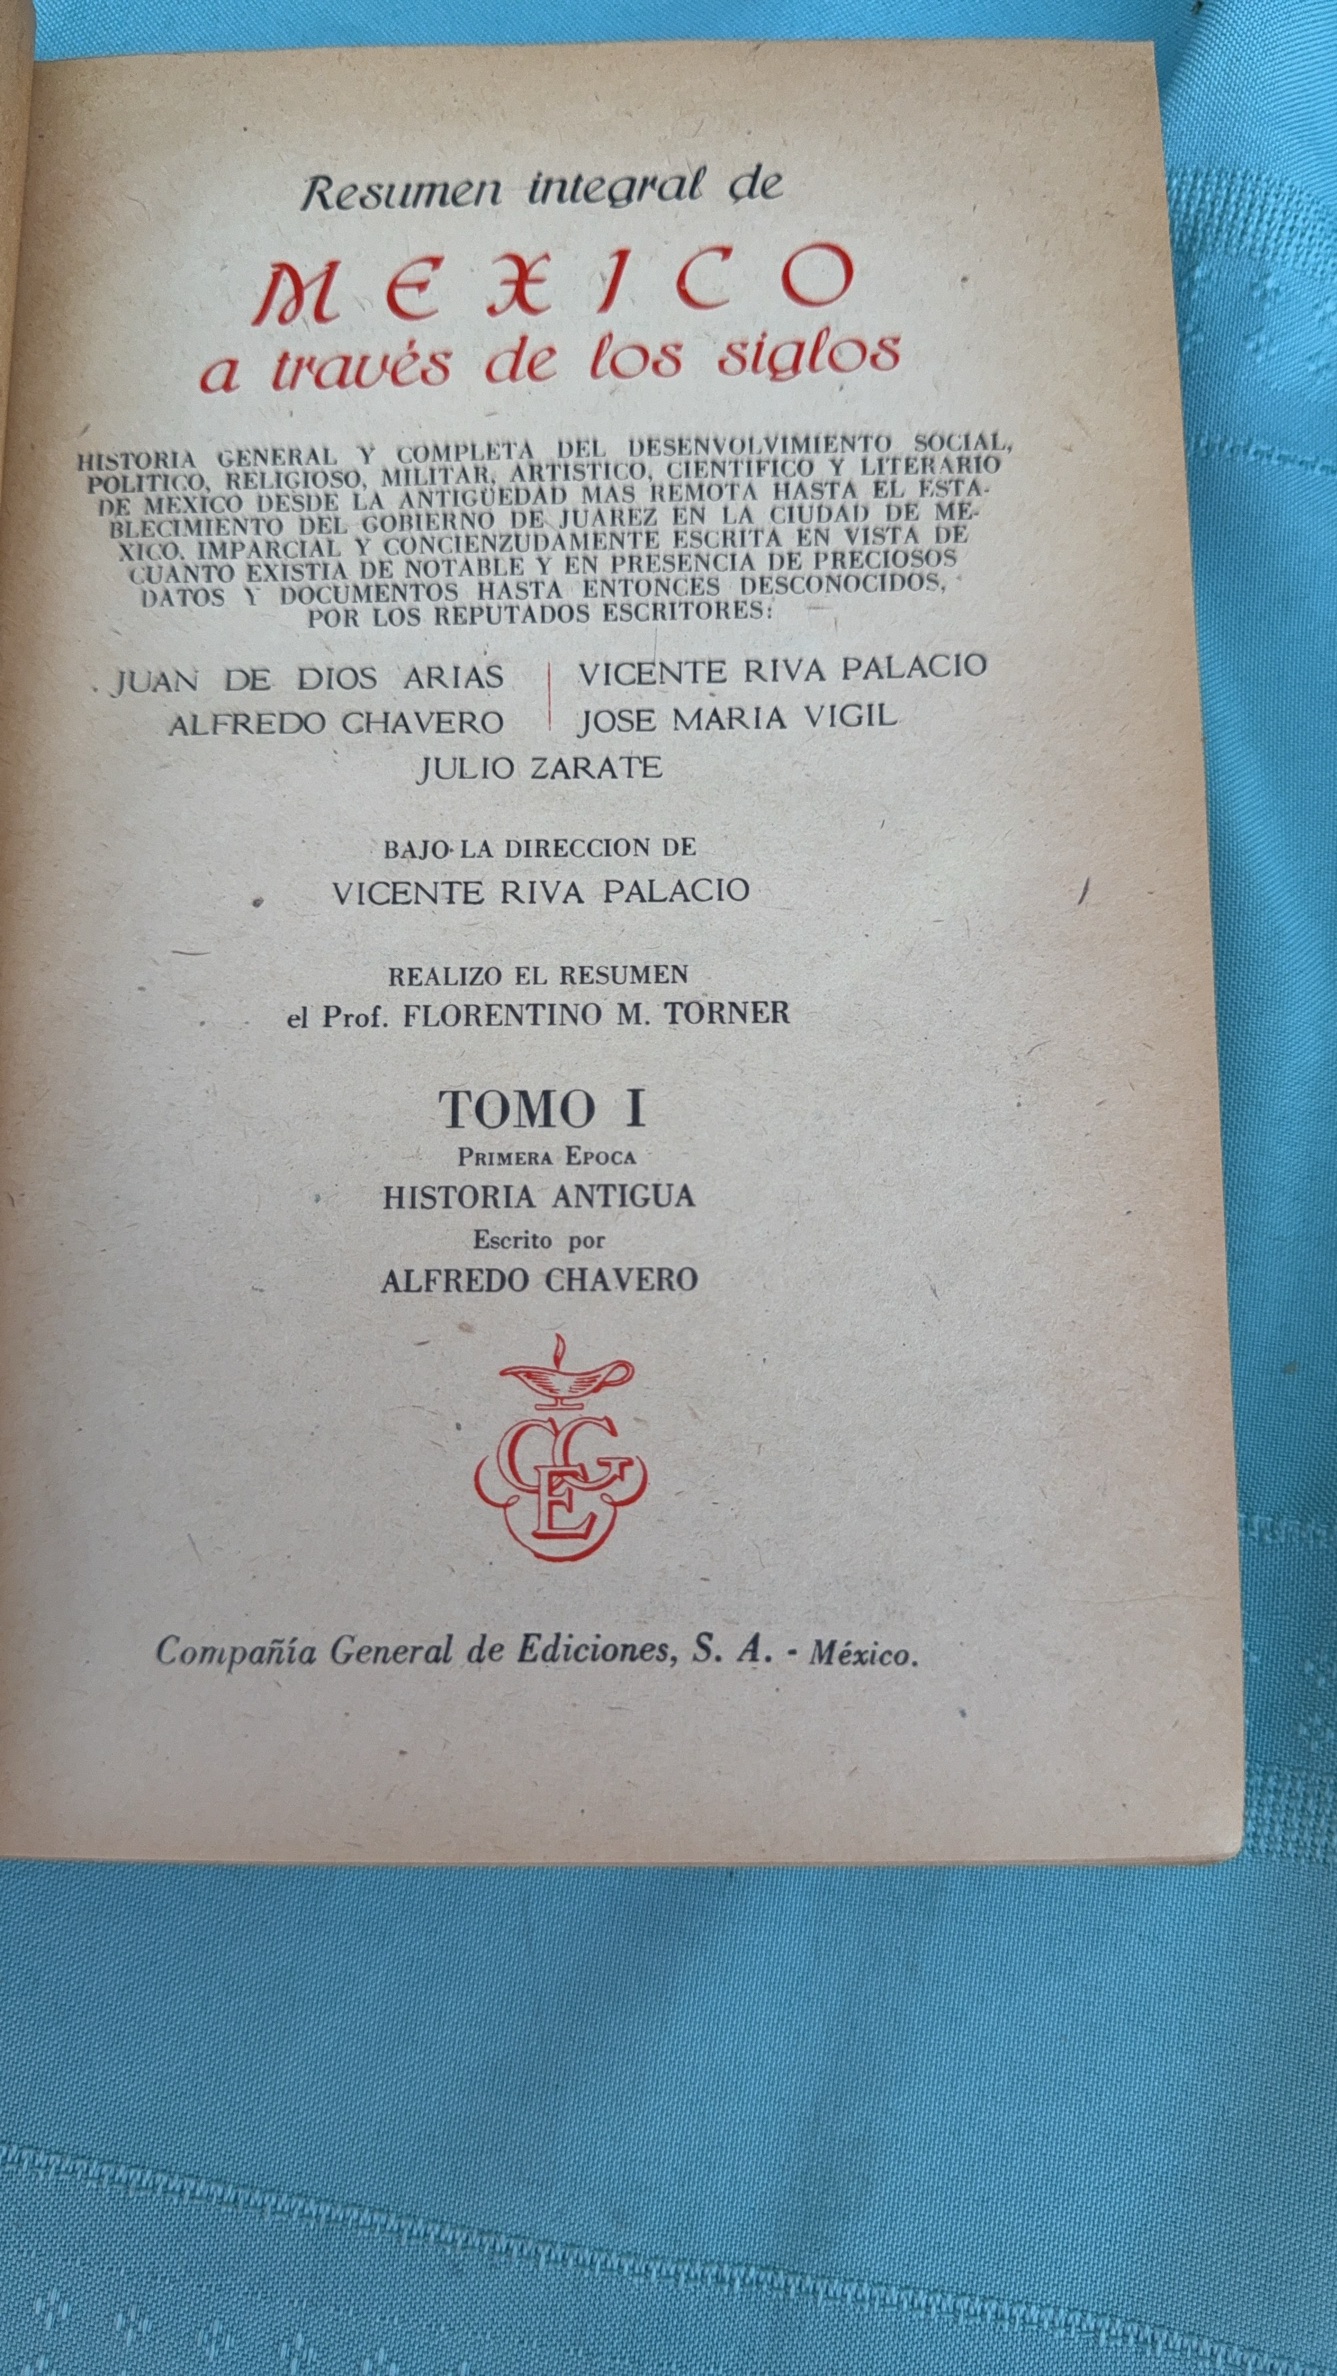 Resumen integral de
MEXICO
a través de los siglos
HISTORIA GENERAL Y COMPLETA DEL DESENVOLVIMIENTO SOCIAL,
POLITICO, RELIGIOSO, MILITAR, ARTISTICO, CIENTIFICO Y LITERARIO
DE MEXICO DESDE LA ANTIGÜEDAD MAS REMOTA HASTA EL ESTA-
BLECIMIENTO DEL GOBIERNO DE JUAREZ EN LA CIUDAD DE ME-
XICO, IMPARCIAL Y CONCIENZUDAMENTE ESCRITA EN VISTA DE
CUANTO EXISTIA DE NOTABLE Y EN PRESENCIA DE PRECIOSOS
DATOS Y DOCUMENTOS HASTA ENTONCES DESCONOCIDOS,
POR LOS REPUTADOS ESCRITORES:
JUAN DE DIOS ARIAS | VICENTE RIVA PALACIO
ALFREDO CHAVERO | JOSE MARIA VIGIL
JULIO ZARATE
BAJO LA DIRECCION DE
VICENTE RIVA PALACIO
REALIZO EL RESUMEN
el Prof. FLORENTINO M. TORNER
TOMO I
PRIMERA EPOCA
HISTORIA ANTIGUA
Escrito por
ALFREDO CHAVERO
CGE
Compañía General de Ediciones, S. A. - México.